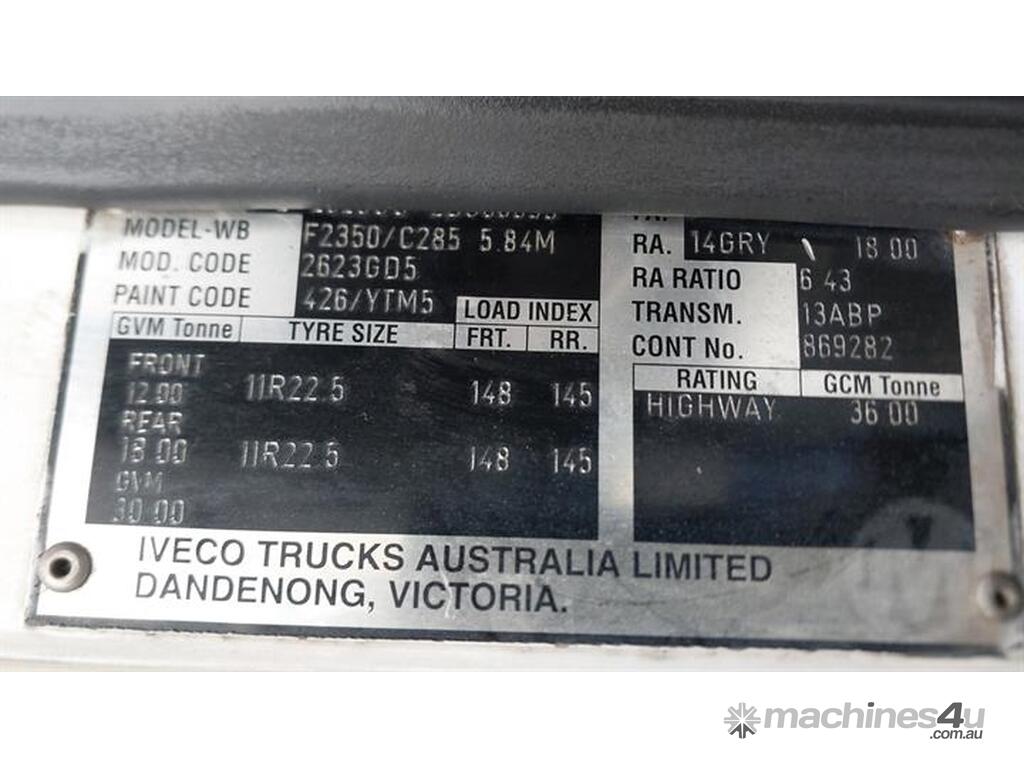 MODEL-WB F2350/C285 5.84M
MOD. CODE 2623GD5
PAINT CODE 426/YTM5
LOAD INDEX
GVM Tonne TYRE SIZE FRT. RR.
FRONT
12.00 11R22.5 148 145
REAR
18.00 11R22.5 148 145
GVM
30.00
RA. 14GRY \ 18.00
RA RATIO 6.43
TRANSM. 13ABP
CONT No. 869282
RATING GCM Tonne
HIGHWAY 36.00
IVECO TRUCKS AUSTRALIA LIMITED
DANDENONG, VICTORIA.
machines4u
.com.au